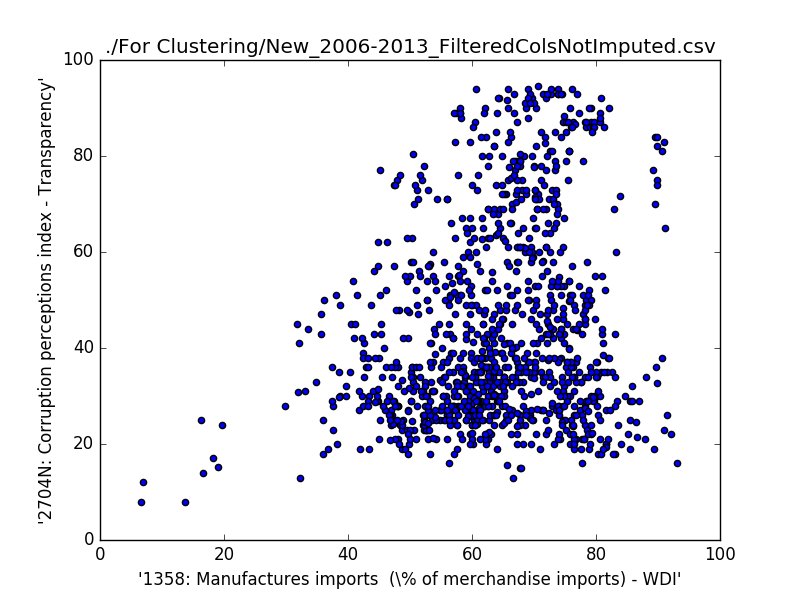 ./For Clustering/New_2006-2013_FilteredColsNotImputed.csv
100
80
60
40
20
0
'2704N: Corruption perceptions index - Transparency'
0 20 40 60 80 100
'1358: Manufactures imports  (\% of merchandise imports) - WDI'